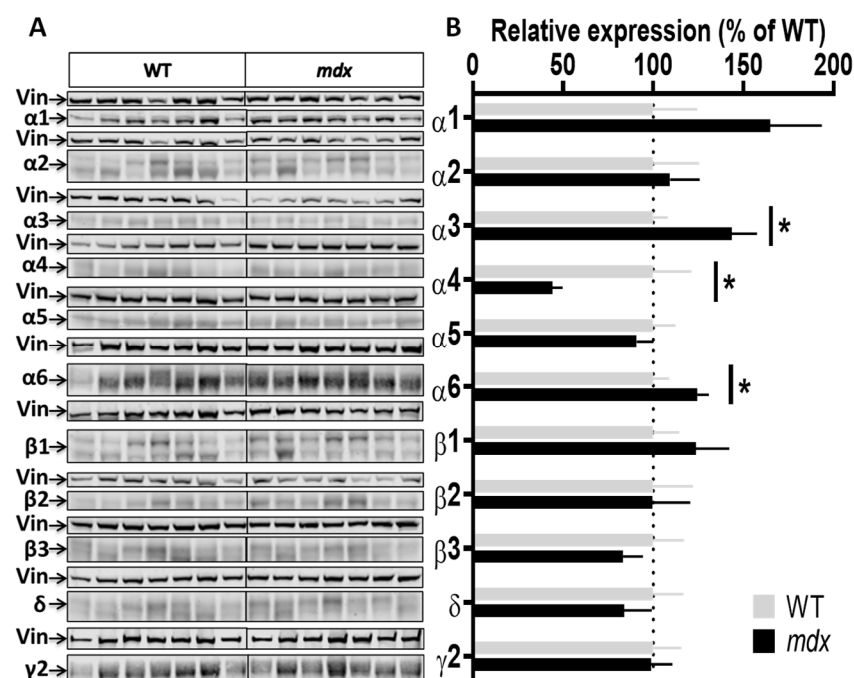 A
WT mdx
Vin→
α1→
Vin→
α2→
Vin→
α3→
Vin→
α4→
Vin→
α5→
Vin→
α6→
Vin→
β1→
Vin→
β2→
Vin→
β3→
Vin→
δ→
Vin→
γ2→
B
Relative expression (% of WT)
0 50 100 150 200
α1
α2
α3 *
α4 *
α5
α6 *
β1
β2
β3
δ
γ2
WT
mdx